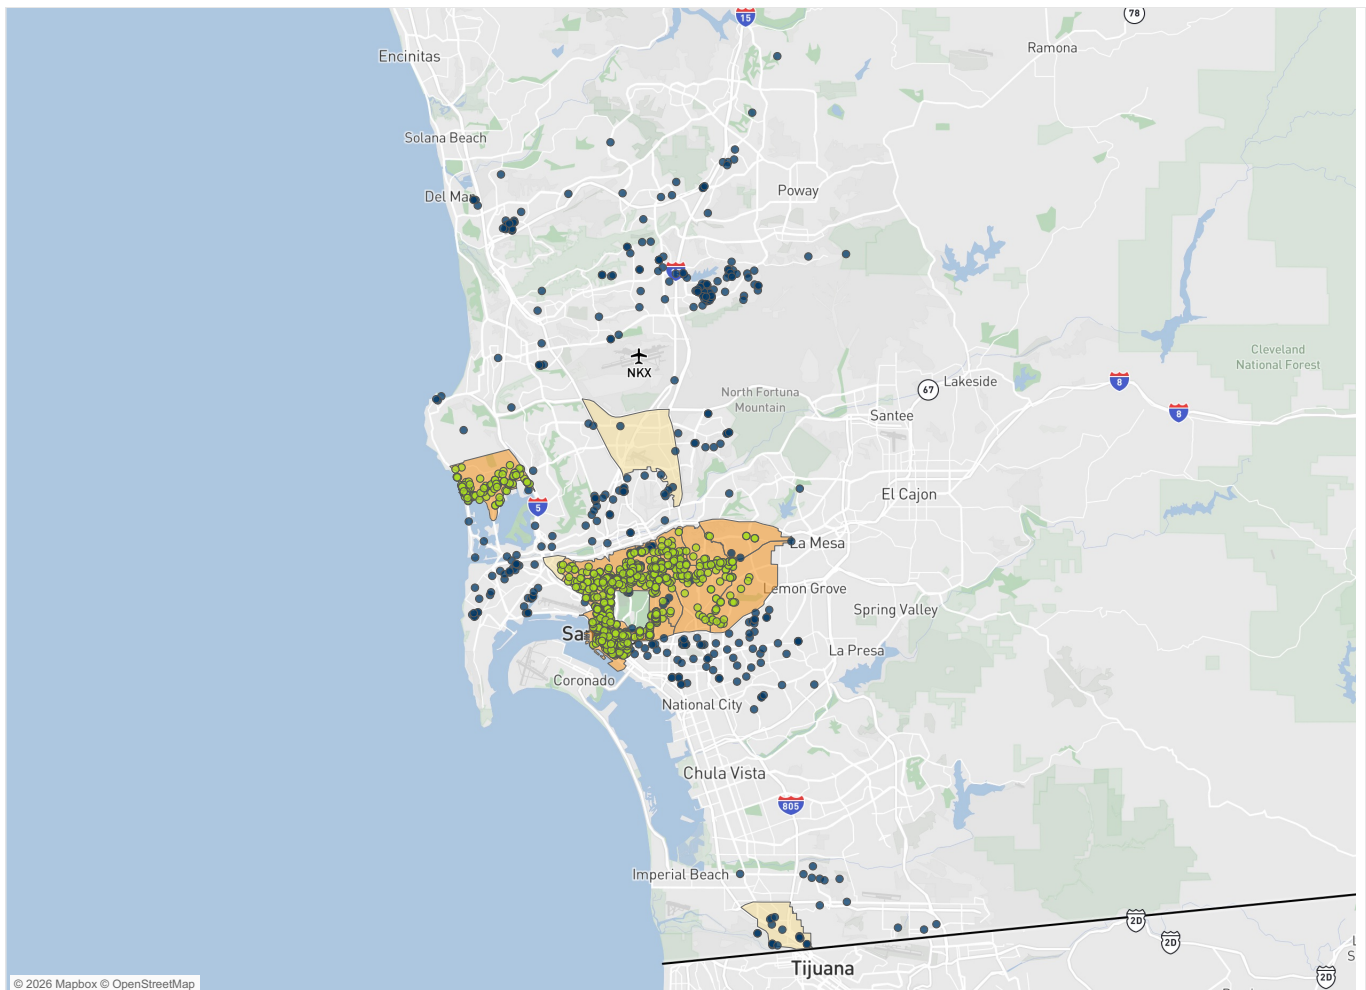 15
78
Encinitas
Ramona
Solana Beach
Poway
Del Mar
Cleveland
National Forest
NKX
North Fortuna
Mountain
67
Lakeside
8
8
Santee
El Cajon
5
La Mesa
Lemon Grove
Spring Valley
La Presa
Coronado
National City
Chula Vista
805
Imperial Beach
2D
2D
Tijuana
2D
© 2026 Mapbox © OpenStreetMap